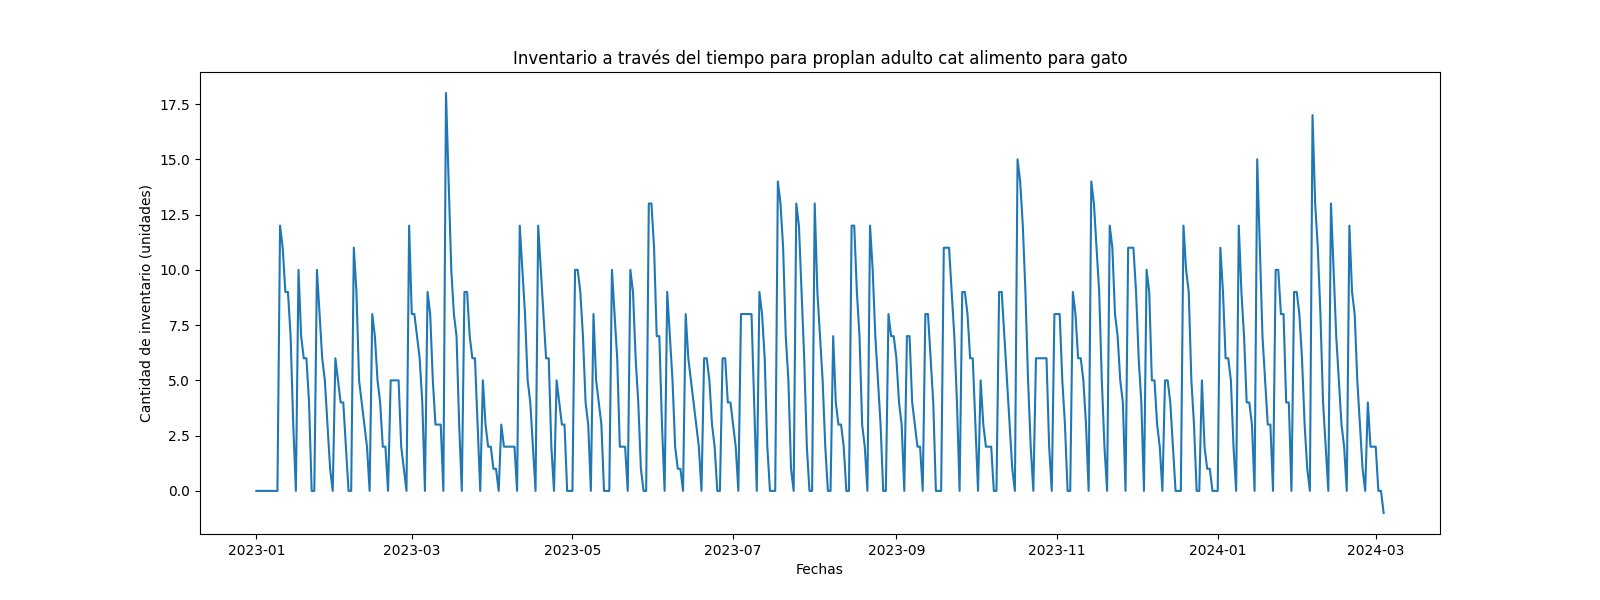 Inventario a través del tiempo para proplan adulto cat alimento para gato
Cantidad de inventario (unidades)
17.5
15.0
12.5
10.0
7.5
5.0
2.5
0.0
2023-01 2023-03 2023-05 2023-07 2023-09 2023-11 2024-01 2024-03
Fechas